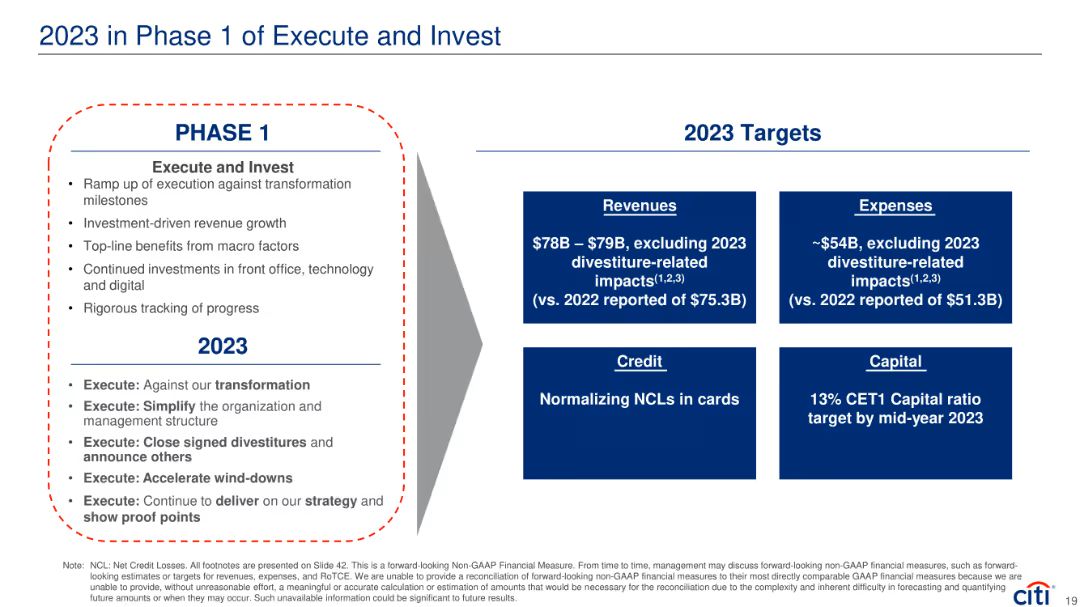 2023 in Phase 1 of Execute and Invest
PHASE 1
Execute and Invest
• Ramp up of execution against transformation
milestones
• Investment-driven revenue growth
• Top-line benefits from macro factors
• Continued investments in front office, technology
and digital
• Rigorous tracking of progress
2023
• Execute: Against our transformation
• Execute: Simplify the organization and
management structure
• Execute: Close signed divestitures and
announce others
• Execute: Accelerate wind-downs
• Execute: Continue to deliver on our strategy and
show proof points
2023 Targets
Revenues
$78B – $79B, excluding 2023
divestiture-related
impacts(1,2,3)
(vs. 2022 reported of $75.3B)
Expenses
~$54B, excluding 2023
divestiture-related
impacts(1,2,3)
(vs. 2022 reported of $51.3B)
Credit
Normalizing NCLs in cards
Capital
13% CET1 Capital ratio
target by mid-year 2023
Note: NCL: Net Credit Losses. All footnotes are presented on Slide 42. This is a forward-looking Non-GAAP Financial Measure. From time to time, management may discuss forward-looking non-GAAP financial measures, such as forward-
looking estimates or targets for revenues, expenses, and RoTCE. We are unable to provide a reconciliation of forward-looking non-GAAP financial measures to their most directly comparable GAAP financial measures because we are
unable to provide, without unreasonable effort, a meaningful or accurate calculation or estimation of amounts that would be necessary for the reconciliation due to the complexity and inherent difficulty in forecasting and quantifying
future amounts or when they may occur. Such unavailable information could be significant to future results.
citi
19